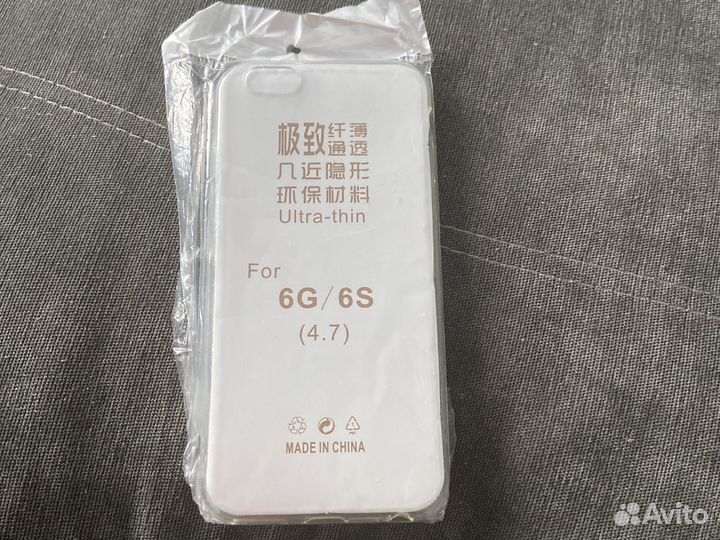 极致纤薄通透
几近隐形
环保材料
Ultra-thin
For
6G/6S
(4.7)
MADE IN CHINA
Avito